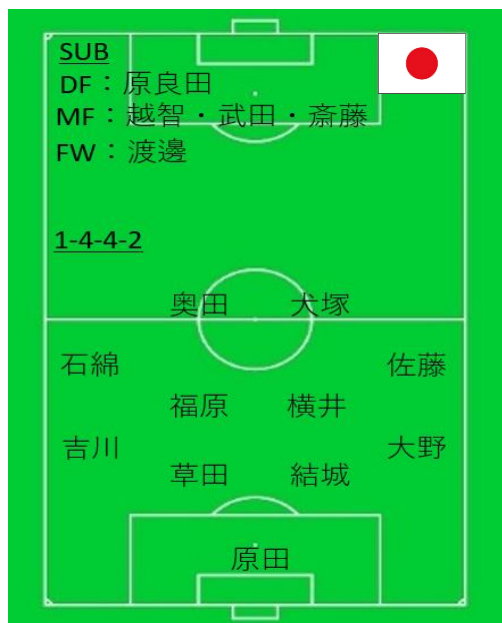 SUB
DF：原良田
MF：越智・武田・斎藤
FW：渡邊
1-4-4-2
奥田 犬塚
石綿 佐藤
福原 横井
吉川 大野
草田 結城
原田